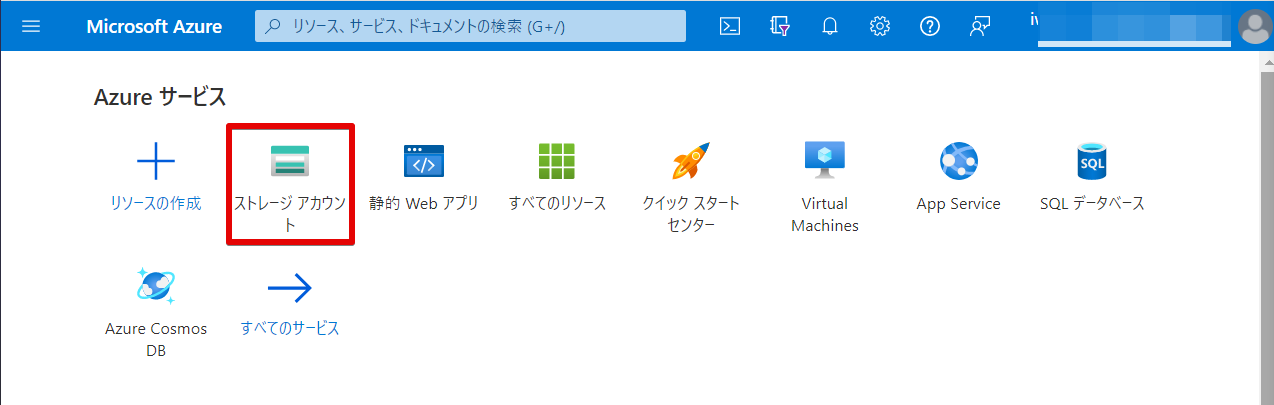 Microsoft Azure
リソース、サービス、ドキュメントの検索 (G+/)
Azure サービス
リソースの作成
ストレージ アカウン
ト
静的 Web アプリ
すべてのリソース
クイック スタート
センター
Virtual
Machines
App Service
SQL
SQL データベース
Azure Cosmos
DB
すべてのサービス